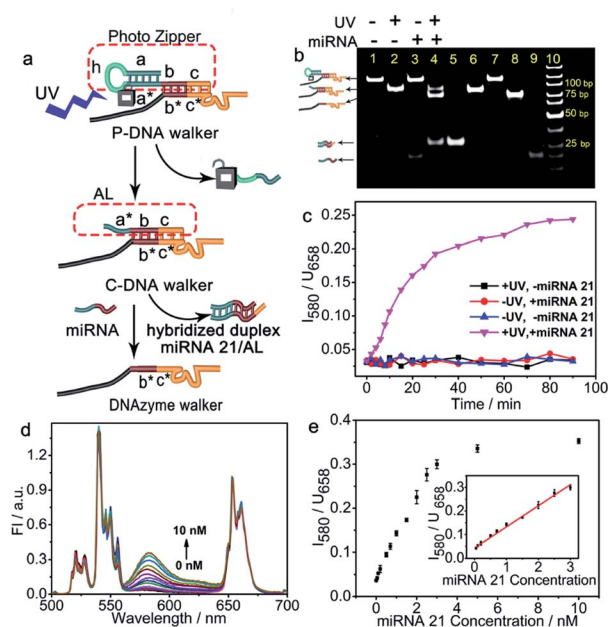 a
Photo Zipper
h
a
b
c
UV
a*
b*
c*
P-DNA walker
AL
a*
b
c
b*
c*
C-DNA walker
miRNA
hybridized duplex
miRNA 21/AL
b*
c*
DNAzyme walker
UV - + - +
miRNA - - + +
b
1 2 3 4 5 6 7 8 9 10
100 bp
75 bp
25 bp
c
I580 / U658
0.25
0.20
0.15
0.10
0.05
0.00
+UV, -miRNA 21
-UV, +miRNA 21
-UV, -miRNA 21
+UV,+miRNA 21
0 20 40 60 80 100
Time / min
d
FI / a.u.
1.5
1.2
0.9
0.6
0.3
0.0
10 nM
0 nM
500 550 600 650 700
Wavelength / nm
e
I580 / U658
0.4
0.3
0.2
0.1
0.0
I580 / U658
0.3
0.2
0.1
0.0
0 1 2 3
miRNA 21 Concentration
0 2 4 6 8 10
miRNA 21 Concentration / nM